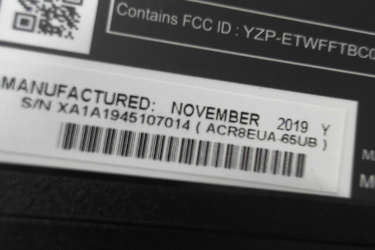 Contains FCC ID : YZP-ETWFFTBC0
MANUFACTURED: NOVEMBER 2019 Y
S/N XA1A1945107014 ( ACR8EUA-65UB )
M